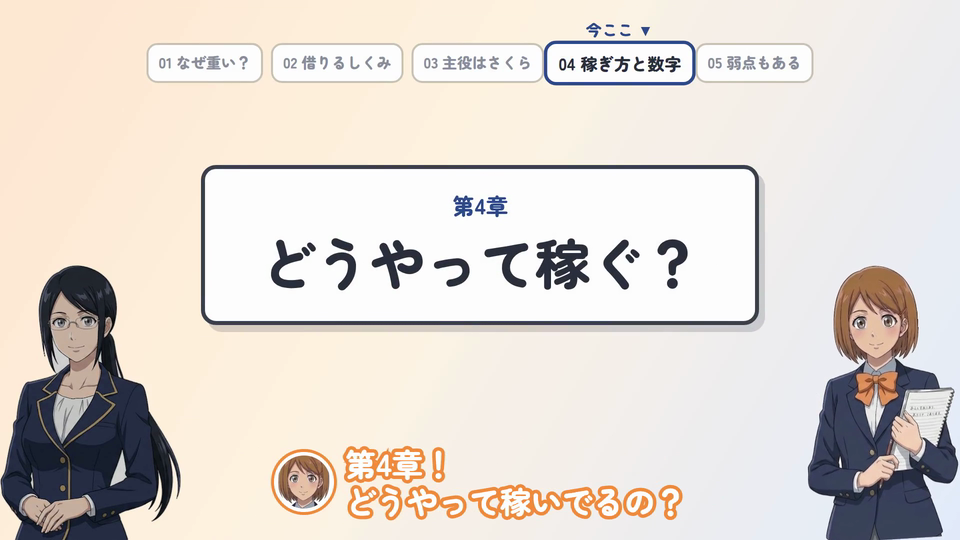 今ここ ▼
01 なぜ重い？
02 借りるしくみ
03 主役はさくら
04 稼ぎ方と数字
05 弱点もある
第4章
どうやって稼ぐ？
第4章！
どうやって稼いでるの？